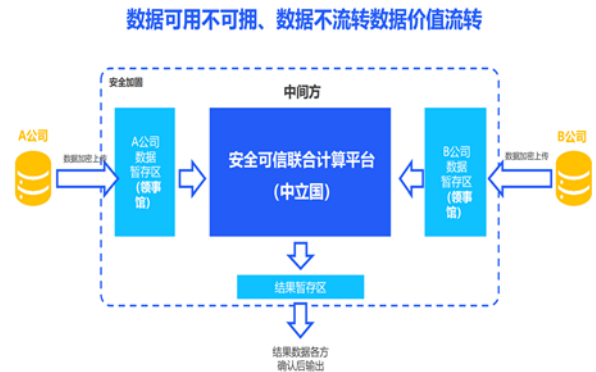 数据可用不可拥、数据不流转数据价值流转
安全加固
中间方
A公司
数据加密上传
A公司
数据
暂存区
（领事
馆）
安全可信联合计算平台
（中立国）
B公司
数据
暂存区
（领事
馆）
数据加密上传
B公司
结果暂存区
结果数据各方
确认后输出